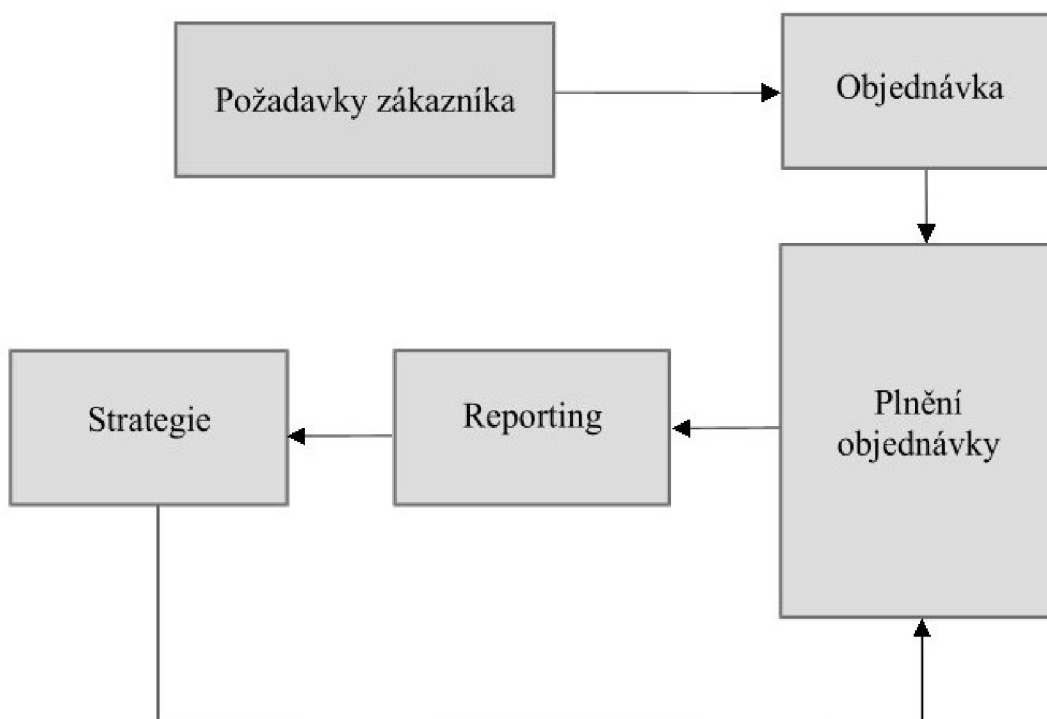 Požadavky zákazníka
Objednávka
Plnění
objednávky
Reporting
Strategie